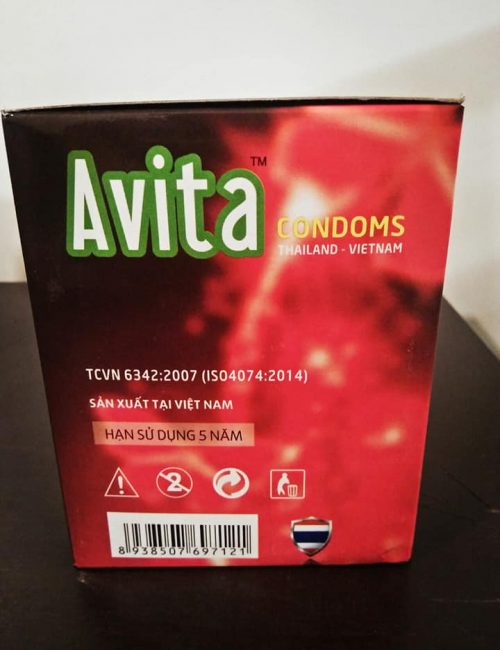 Avita™
CONDOMS
THAILAND - VIETNAM
TCVN 6342:2007 (ISO4074:2014)
SẢN XUẤT TẠI VIỆT NAM
HẠN SỬ DỤNG 5 NĂM
8 938507 697121